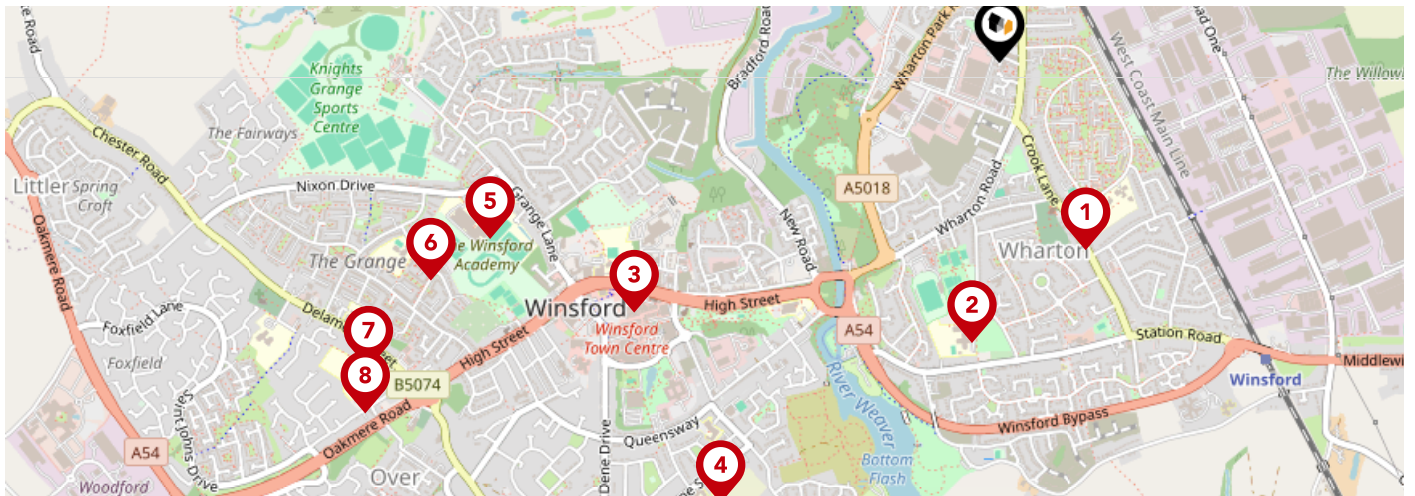 Road
Bradford Road
Wharton Park
Road One
West Coast Main Line
The Willow
Knights
Grange
Sports
Centre
The Fairways
Chester Road
Crook Lane
Nixon Drive
A5018
Wharton Road
Littler
Spring
Croft
Grange Lane
5
1
New Road
Oakmere Road
The Grange
6
Winsford
Academy
Wharton
3
2
High Street
Winsford
Winsford
Town Centre
Foxfield Lane
7
A54
Station Road
Middlewi
Foxfield
High Street
8
B5074
Winsford
River Weaver
Saints Johns Drive
Oakmere Road
Winsford Bypass
Queensway
Dene Drive
A54
4
Bottom
Flash
Over
Woodford